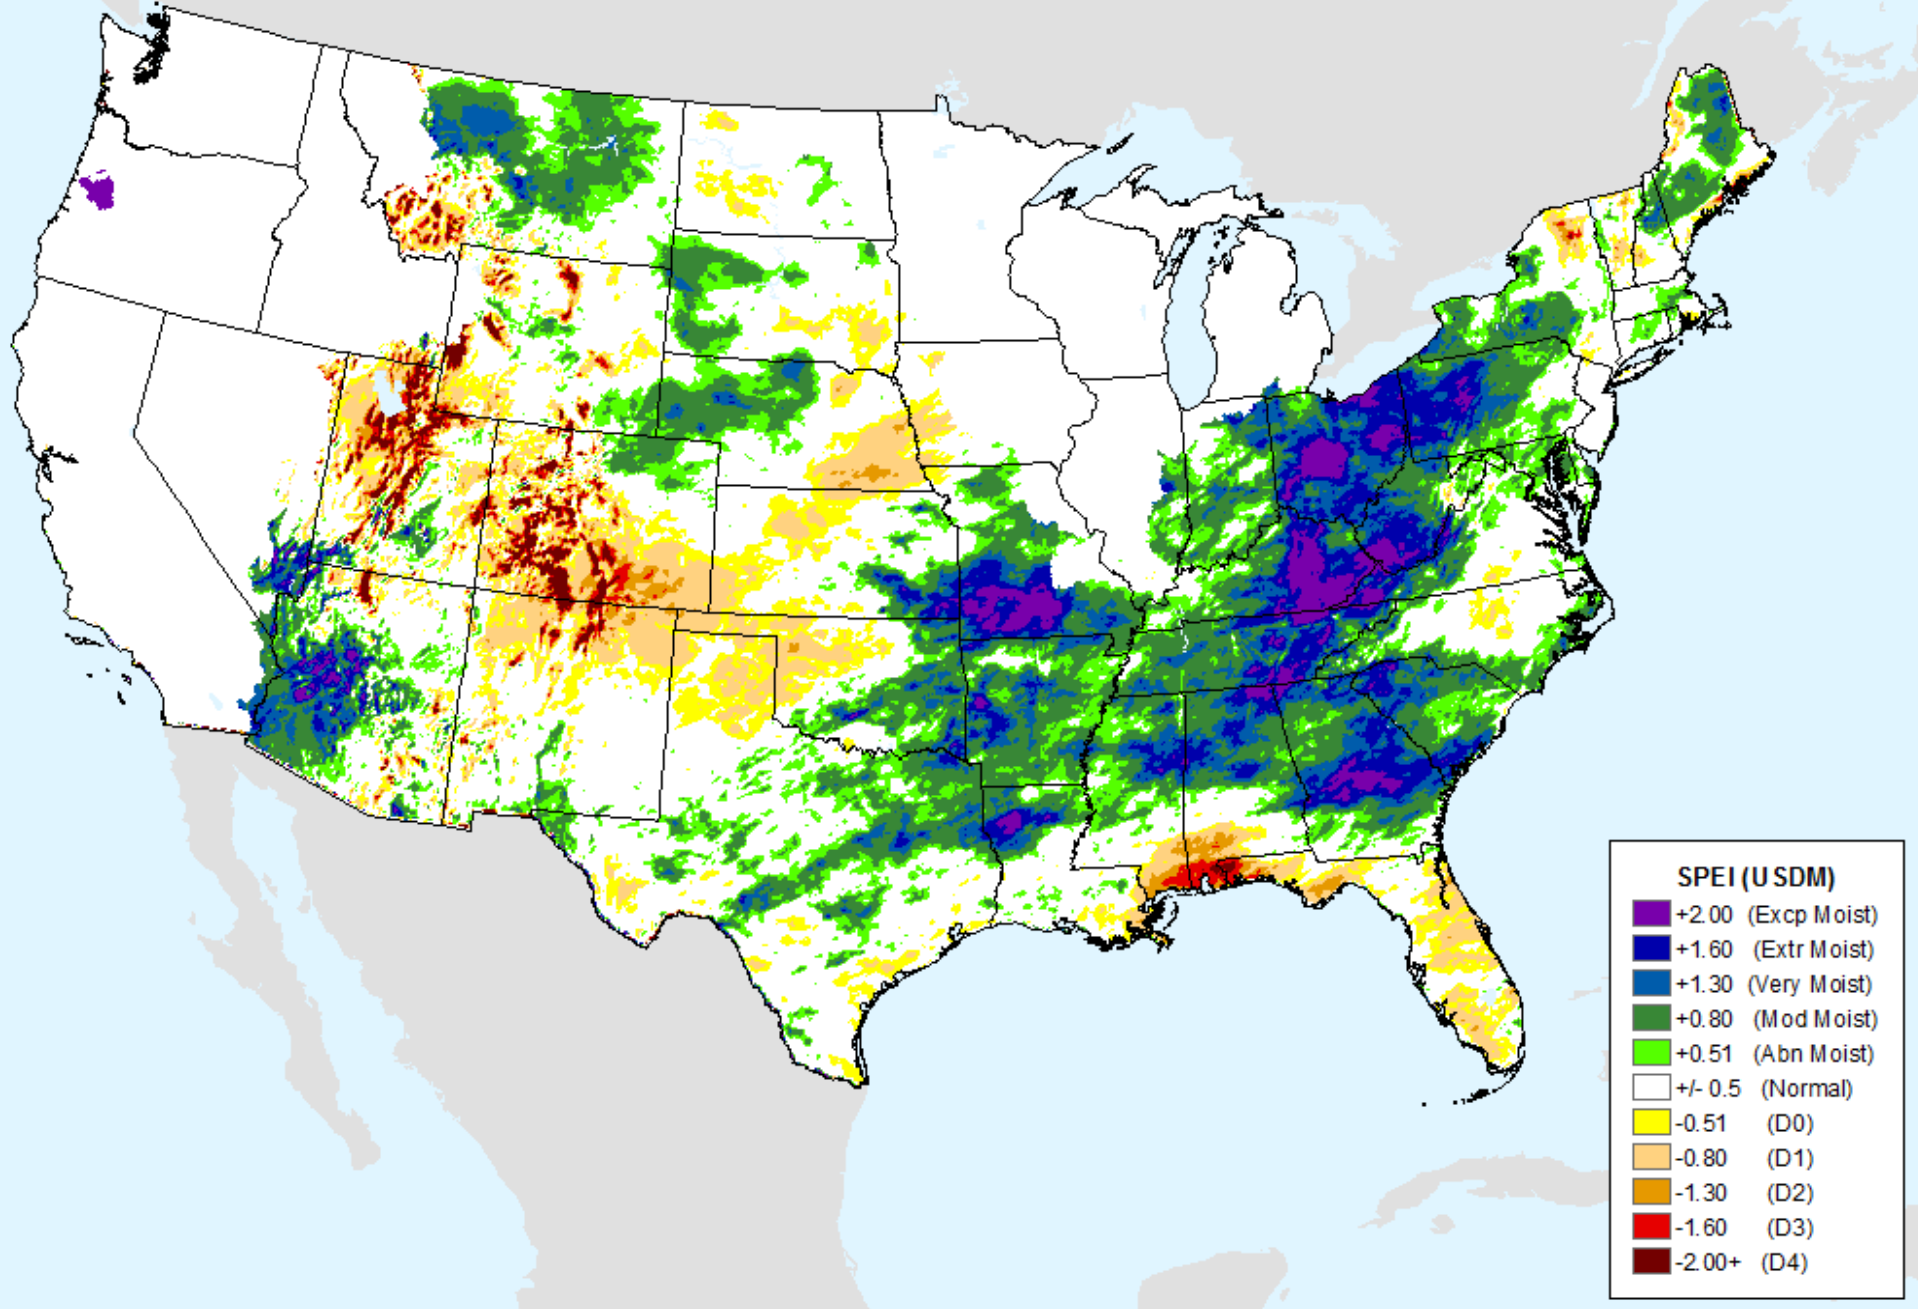 SPEI (USDM)
+2.00 (Excp Moist)
+1.60 (Extr Moist)
+1.30 (Very Moist)
+0.80 (Mod Moist)
+0.51 (Abn Moist)
+/- 0.5 (Normal)
-0.51 (D0)
-0.80 (D1)
-1.30 (D2)
-1.60 (D3)
-2.00+ (D4)